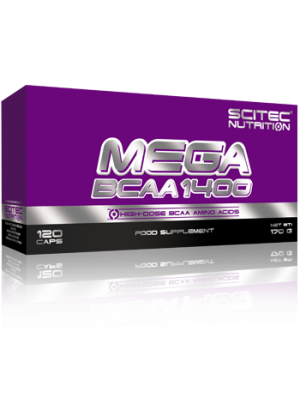 SCITEC
NUTRITION
MEGA
BCAA 1400
HIGH-DOSE BCAA AMINO ACIDS
120
CAPS
FOOD SUPPLEMENT
NET WT.:
170 G